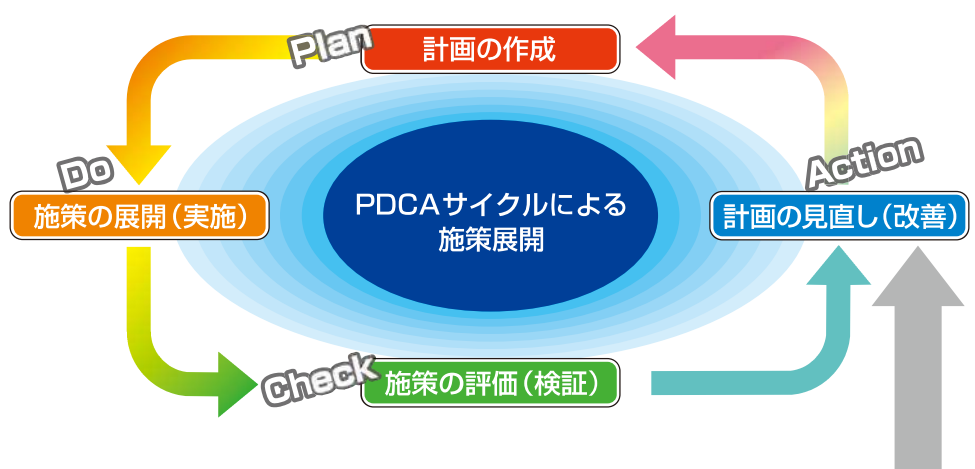 Plan
計画の作成
Do
Action
施策の展開（実施）
PDCAサイクルによる
施策展開
計画の見直し（改善）
Check
施策の評価（検証）